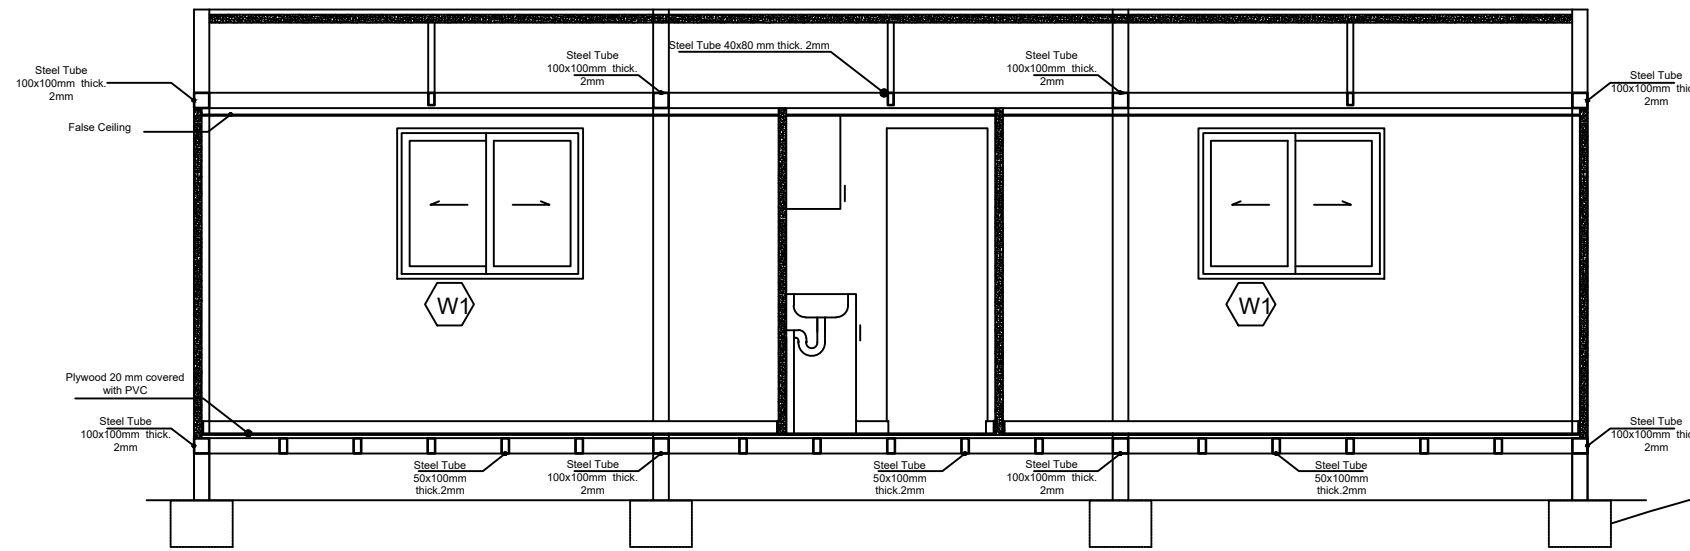 Steel Tube 40x80 mm thick. 2mm
Steel Tube
100x100mm thick.
2mm
Steel Tube
100x100mm thick.
2mm
Steel Tube
100x100mm thick.
2mm
Steel Tube
100x100mm thic
2mm
False Ceiling
W1
W1
Plywood 20 mm covered
with PVC
Steel Tube
100x100mm thick.
2mm
Steel Tube
100x100mm thic
2mm
Steel Tube
50x100mm
thick.2mm
Steel Tube
100x100mm thick.
2mm
Steel Tube
50x100mm
thick.2mm
Steel Tube
100x100mm thick.
2mm
Steel Tube
50x100mm
thick.2mm